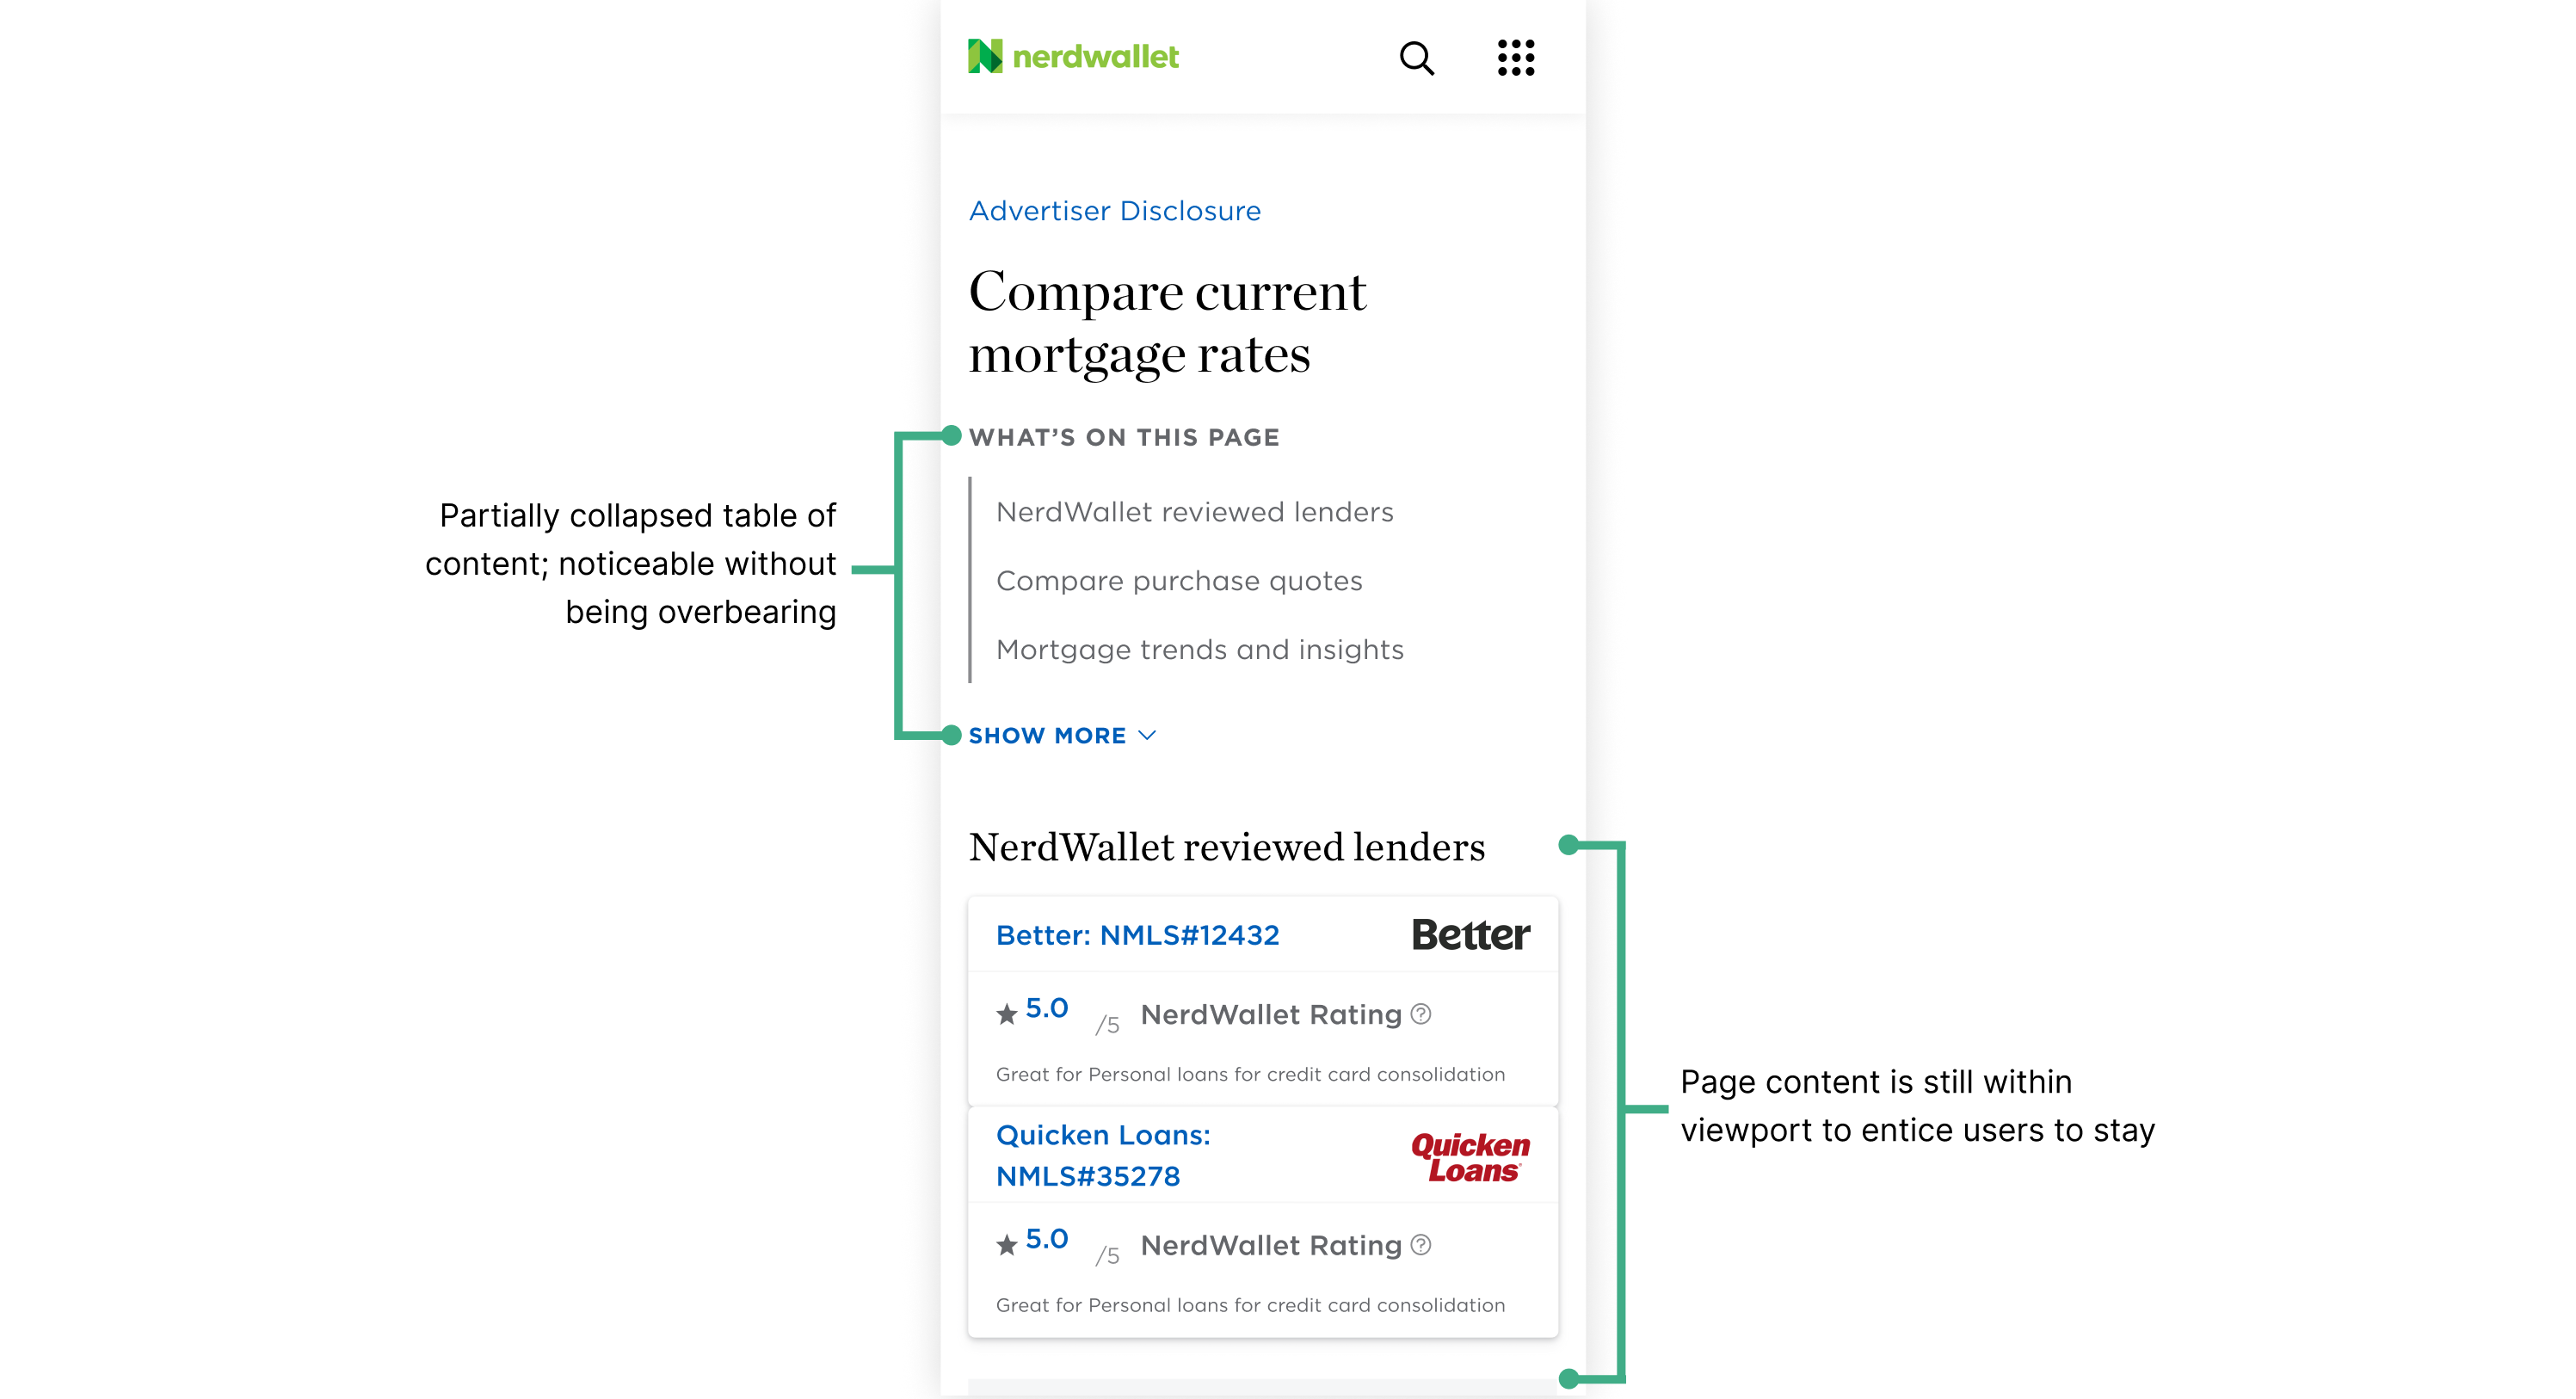 nerdwallet
Advertiser Disclosure
Compare current
mortgage rates
WHAT’S ON THIS PAGE
NerdWallet reviewed lenders
Compare purchase quotes
Mortgage trends and insights
SHOW MORE
Partially collapsed table of
content; noticeable without
being overbearing
NerdWallet reviewed lenders
Better: NMLS#12432
Better
5.0 /5 NerdWallet Rating ?
Great for Personal loans for credit card consolidation
Quicken Loans:
NMLS#35278
Quicken
Loans
5.0 /5 NerdWallet Rating ?
Great for Personal loans for credit card consolidation
Page content is still within
viewport to entice users to stay